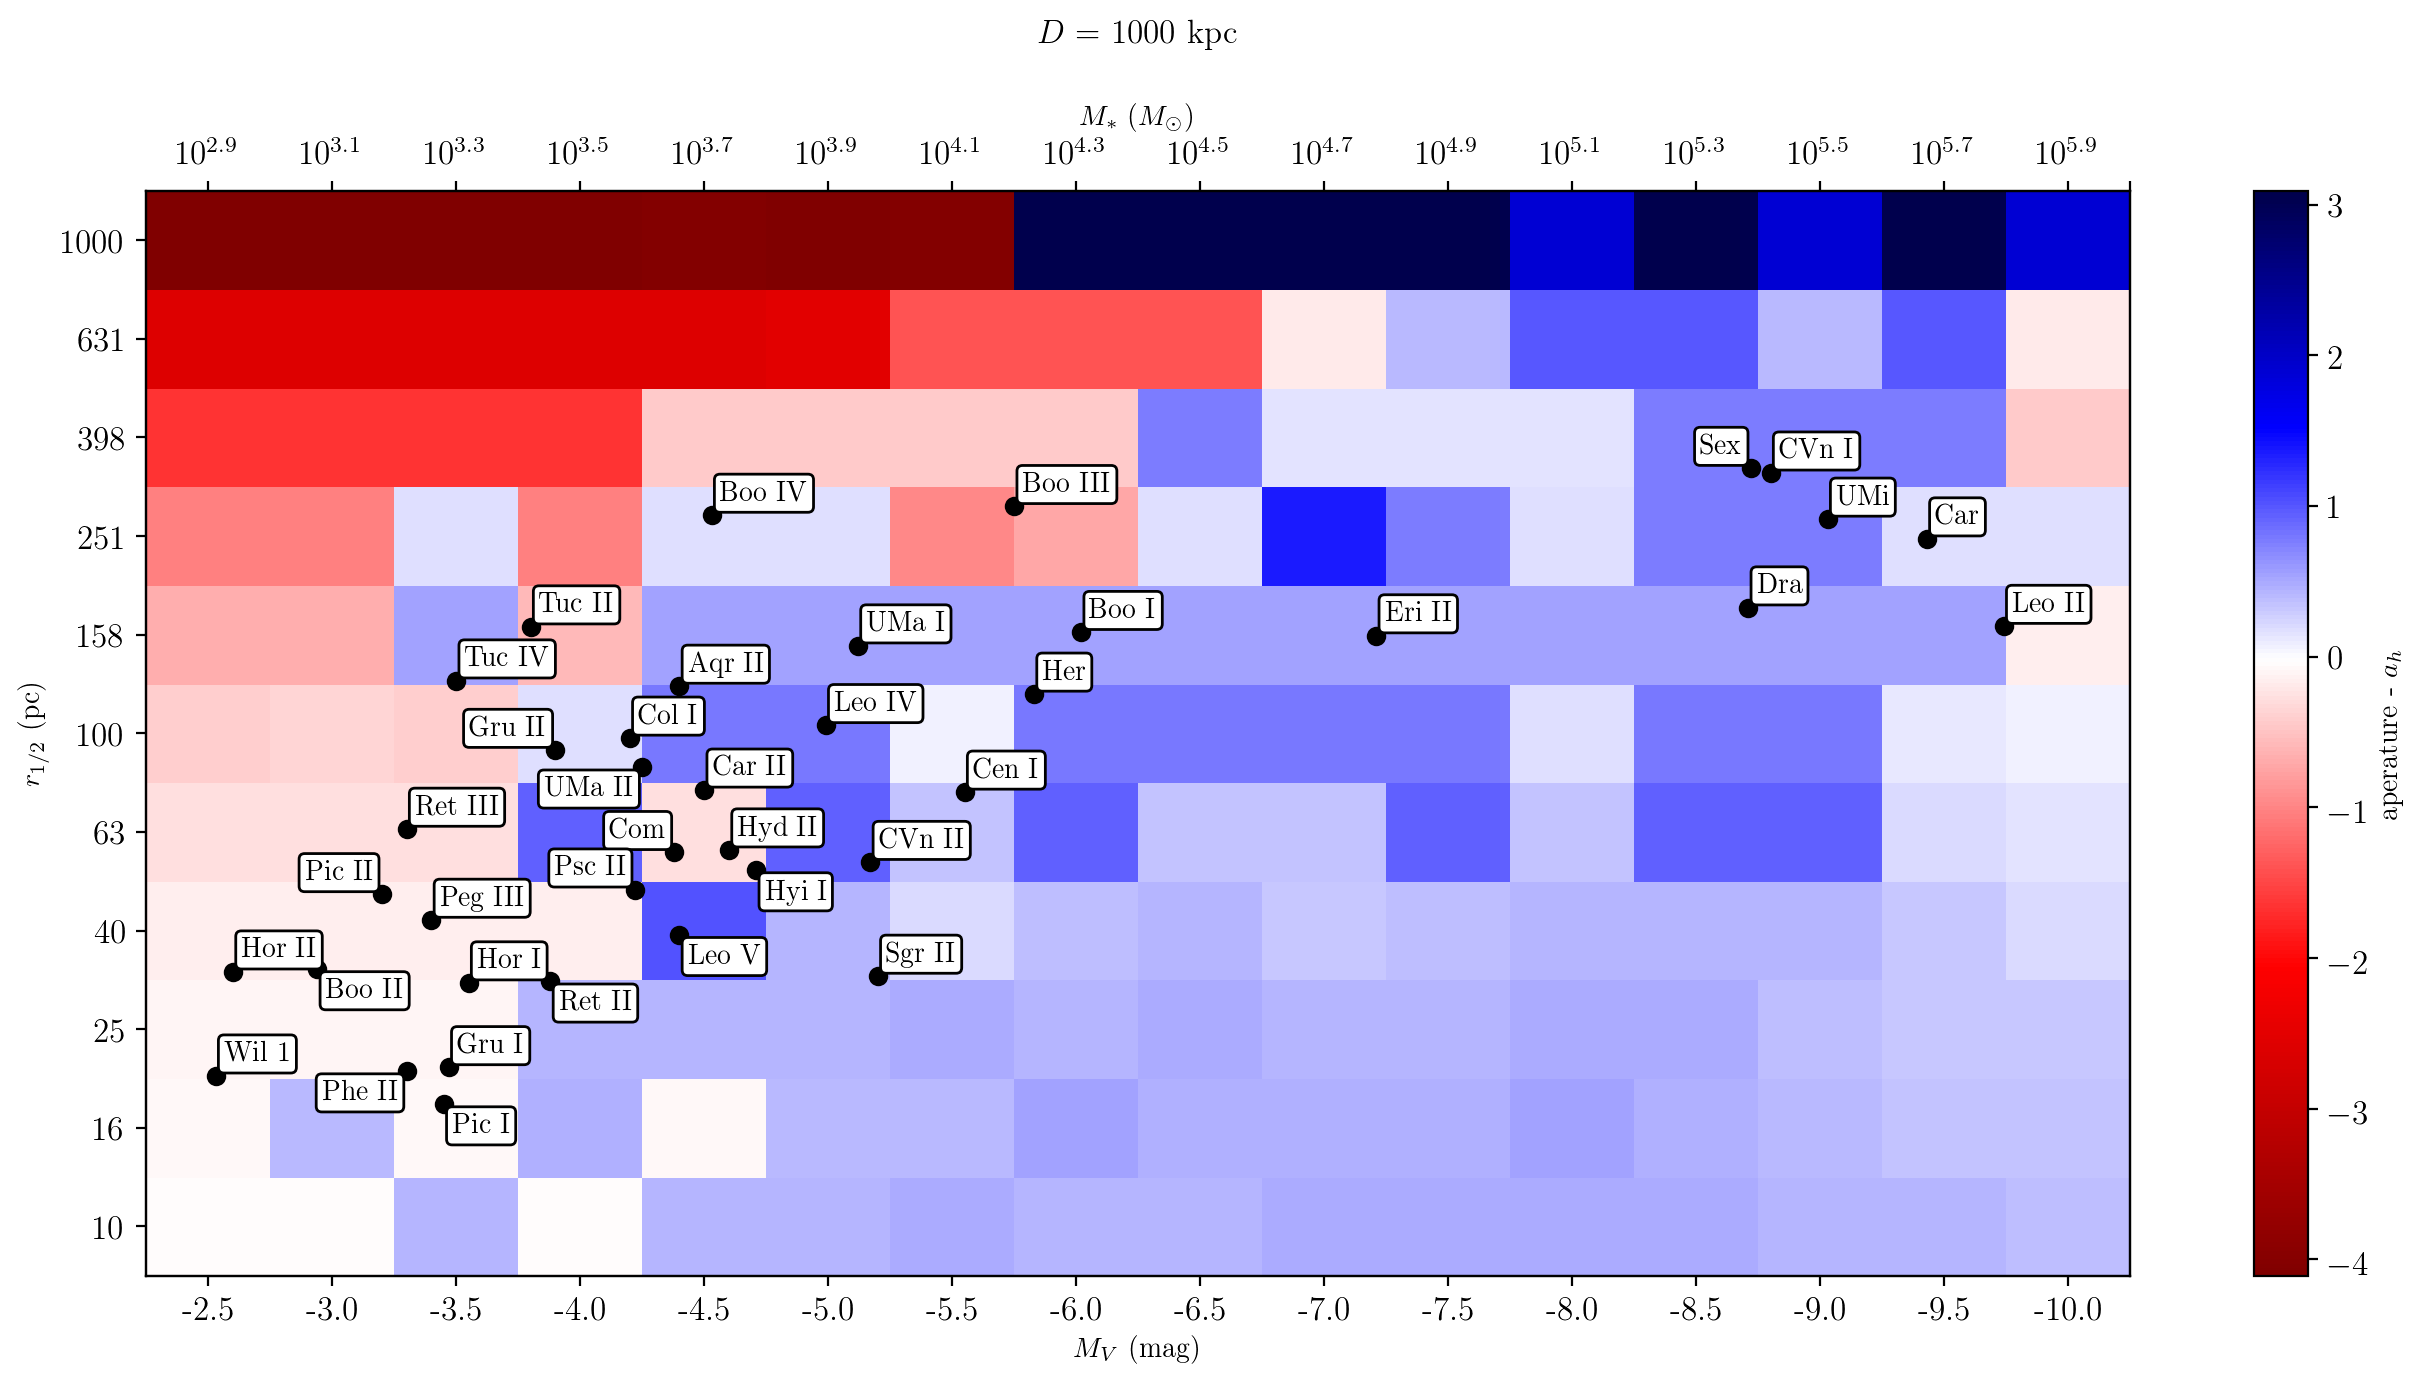 D = 1000 kpc
M_* (M_⊙)
10^2.9 10^3.1 10^3.3 10^3.5 10^3.7 10^3.9 10^4.1 10^4.3 10^4.5 10^4.7 10^4.9 10^5.1 10^5.3 10^5.5 10^5.7 10^5.9
1000
631
398
251
158
100
63
40
25
16
10
r_1/2 (pc)
Sex
CVn I
Boo IV
Boo III
UMi
Car
Tuc II
Dra
UMa I
Boo I
Eri II
Leo II
Tuc IV
Aqr II
Her
Gru II
Col I
Leo IV
UMa II
Car II
Cen I
Ret III
Com
Hyd II
CVn II
Pic II
Psc II
Peg III
Hyi I
Hor II
Hor I
Leo V
Sgr II
Boo II
Ret II
Wil 1
Gru I
Phe II
Pic I
-2.5 -3.0 -3.5 -4.0 -4.5 -5.0 -5.5 -6.0 -6.5 -7.0 -7.5 -8.0 -8.5 -9.0 -9.5 -10.0
M_V (mag)
3
2
1
0
−1
−2
−3
−4
aperature - a_h